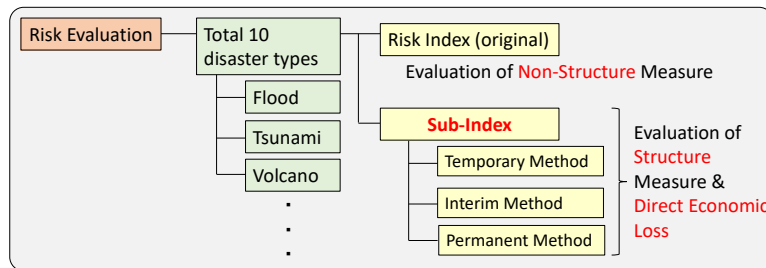 Risk Evaluation
Total 10
disaster types
Flood
Tsunami
Volcano
Risk Index (original)
Evaluation of Non-Structure Measure
Sub-Index
Temporary Method
Interim Method
Permanent Method
Evaluation of
Structure
Measure &
Direct Economic
Loss